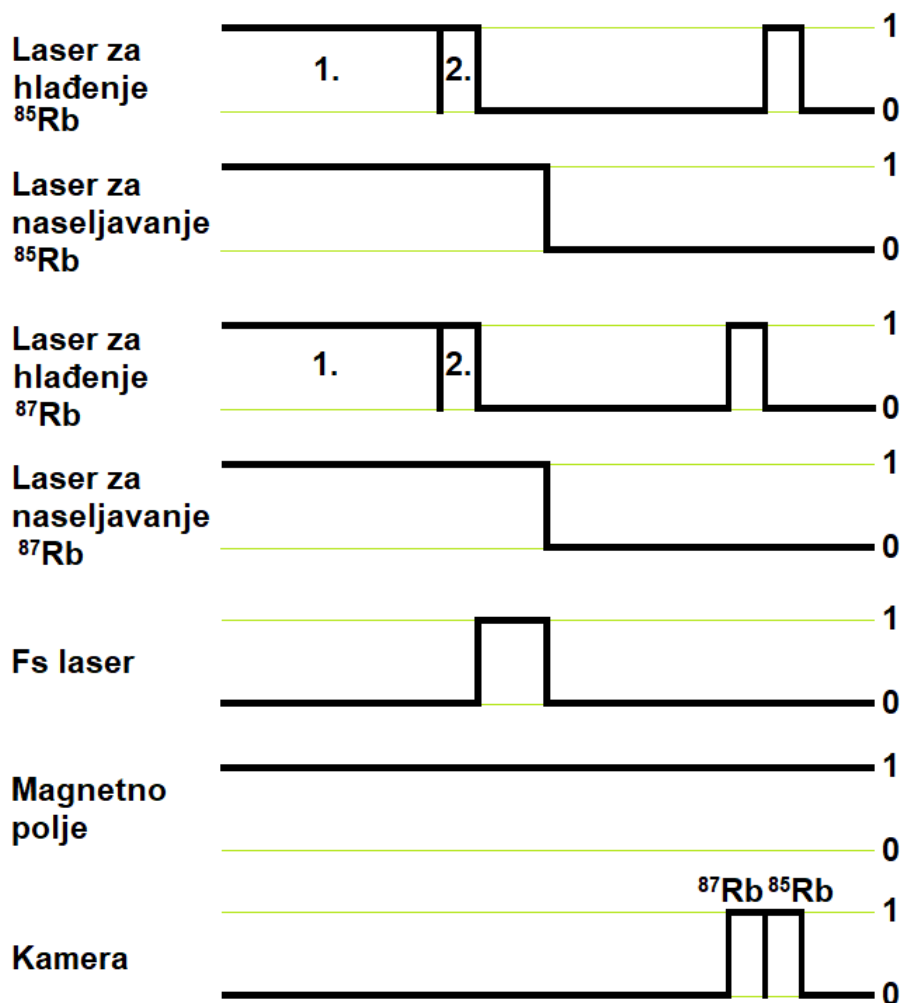 Laser za
hlađenje
⁸⁵Rb
1.
2.
1
0
Laser za
naseljavanje
⁸⁵Rb
1
0
Laser za
hlađenje
⁸⁷Rb
1.
2.
1
0
Laser za
naseljavanje
⁸⁷Rb
1
0
Fs laser
1
0
Magnetno
polje
1
0
Kamera
⁸⁷Rb ⁸⁵Rb
1
0